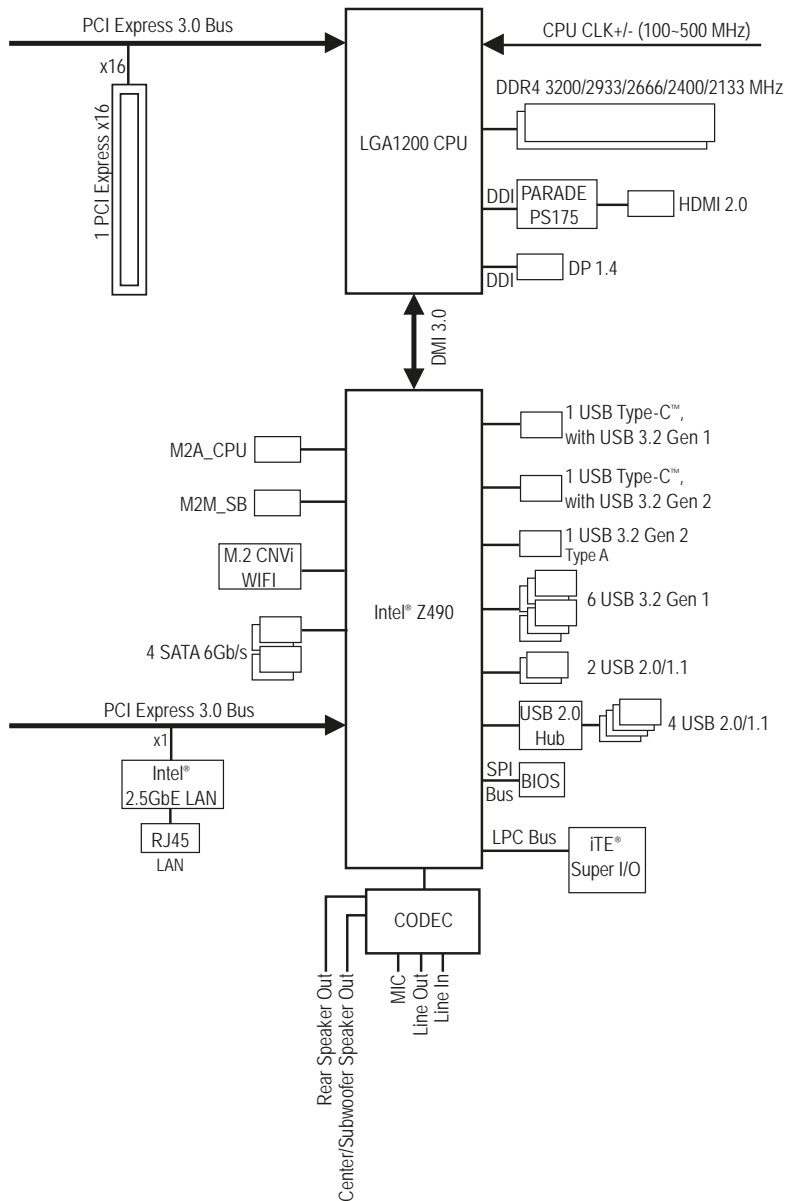 PCI Express 3.0 Bus
CPU CLK+/- (100~500 MHz)
x16
1 PCI Express x16
DDR4 3200/2933/2666/2400/2133 MHz
LGA1200 CPU
DDI
PARADE
PS175
HDMI 2.0
DDI
DP 1.4
DMI 3.0
M2A_CPU
M2M_SB
M.2 CNVi
WIFI
4 SATA 6Gb/s
Intel® Z490
1 USB Type-C™,
with USB 3.2 Gen 1
1 USB Type-C™,
with USB 3.2 Gen 2
1 USB 3.2 Gen 2
Type A
6 USB 3.2 Gen 1
2 USB 2.0/1.1
USB 2.0
Hub
4 USB 2.0/1.1
PCI Express 3.0 Bus
x1
Intel®
2.5GbE LAN
RJ45
LAN
SPI
Bus
BIOS
LPC Bus
iTE®
Super I/O
CODEC
Rear Speaker Out
Center/Subwoofer Speaker Out
MIC
Line Out
Line In